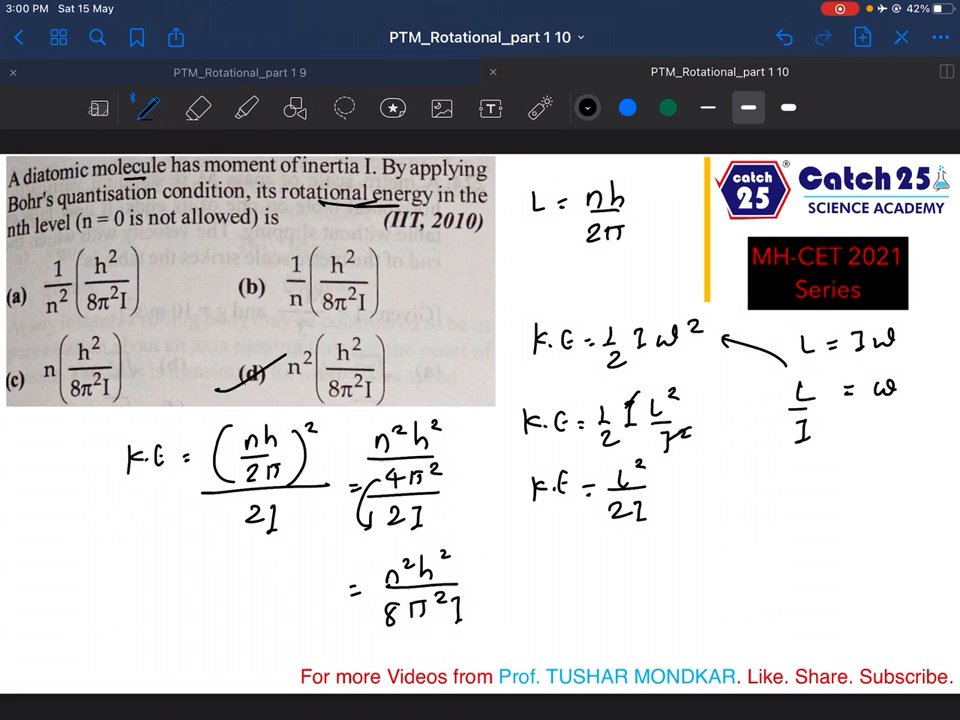 3:00 PM Sat 15 May
42%
PTM_Rotational_part 1 10
PTM_Rotational_part 1 9
PTM_Rotational_part 1 10
A diatomic molecule has moment of inertia I. By applying
Bohr's quantisation condition, its rotational energy in the
nth level (n = 0 is not allowed) is (IIT, 2010)
(a) 1/n² (h²/8π²I) (b) 1/n (h²/8π²I)
(c) n (h²/8π²I) (d) n² (h²/8π²I)
L = nh/2π
catch 25
Catch 25
SCIENCE ACADEMY
MH-CET 2021
Series
K.E = 1/2 I ω²
L = Iω
L/I = ω
K.E = 1/2 I L²/I²
K.E = L²/2I
K.E = (nh/2π)²/2I = n²h²/4π²/2I
= n²h²/8π²I
For more Videos from Prof. TUSHAR MONDKAR. Like. Share. Subscribe.